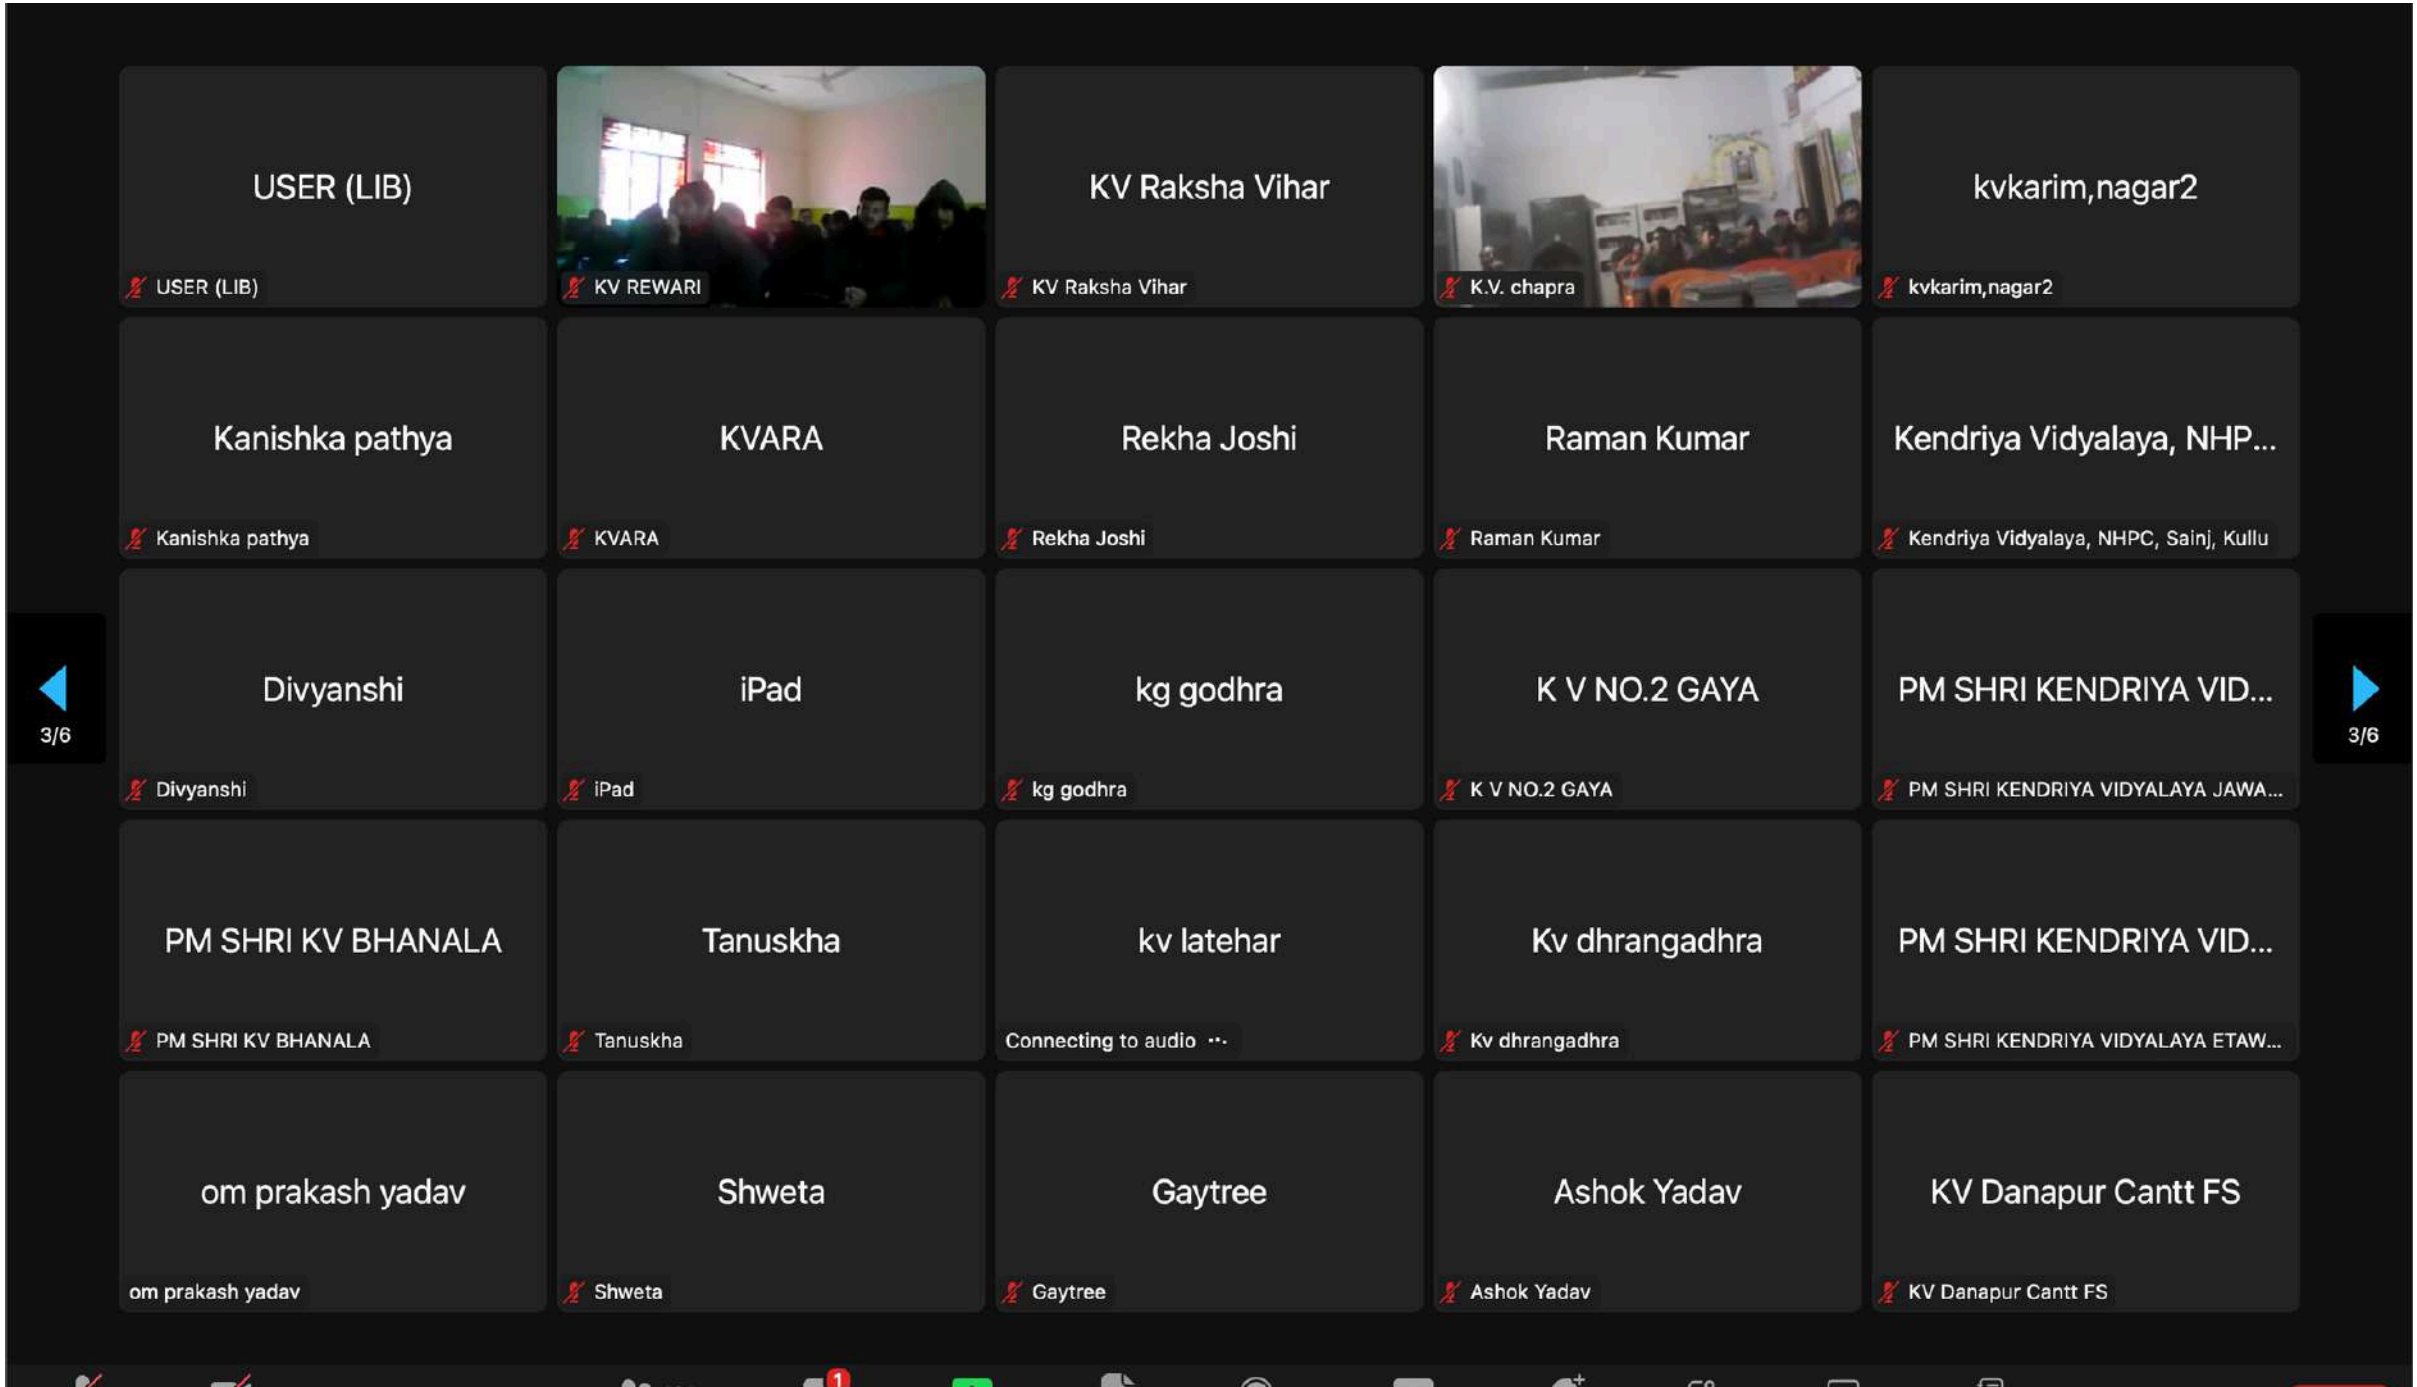 USER (LIB)
USER (LIB)
KV REWARI
KV Raksha Vihar
KV Raksha Vihar
K.V. chapra
kvkarim,nagar2
kvkarim,nagar2
Kanishka pathya
Kanishka pathya
KVARA
KVARA
Rekha Joshi
Rekha Joshi
Raman Kumar
Raman Kumar
Kendriya Vidyalaya, NHP...
Kendriya Vidyalaya, NHPC, Sainj, Kullu
3/6
Divyanshi
Divyanshi
iPad
iPad
kg godhra
kg godhra
K V NO.2 GAYA
K V NO.2 GAYA
PM SHRI KENDRIYA VID...
PM SHRI KENDRIYA VIDYALAYA JAWA...
3/6
PM SHRI KV BHANALA
PM SHRI KV BHANALA
Tanuskha
Tanuskha
kv latehar
Connecting to audio ...
Kv dhrangadhra
Kv dhrangadhra
PM SHRI KENDRIYA VID...
PM SHRI KENDRIYA VIDYALAYA ETAW...
om prakash yadav
om prakash yadav
Shweta
Shweta
Gaytree
Gaytree
Ashok Yadav
Ashok Yadav
KV Danapur Cantt FS
KV Danapur Cantt FS
1